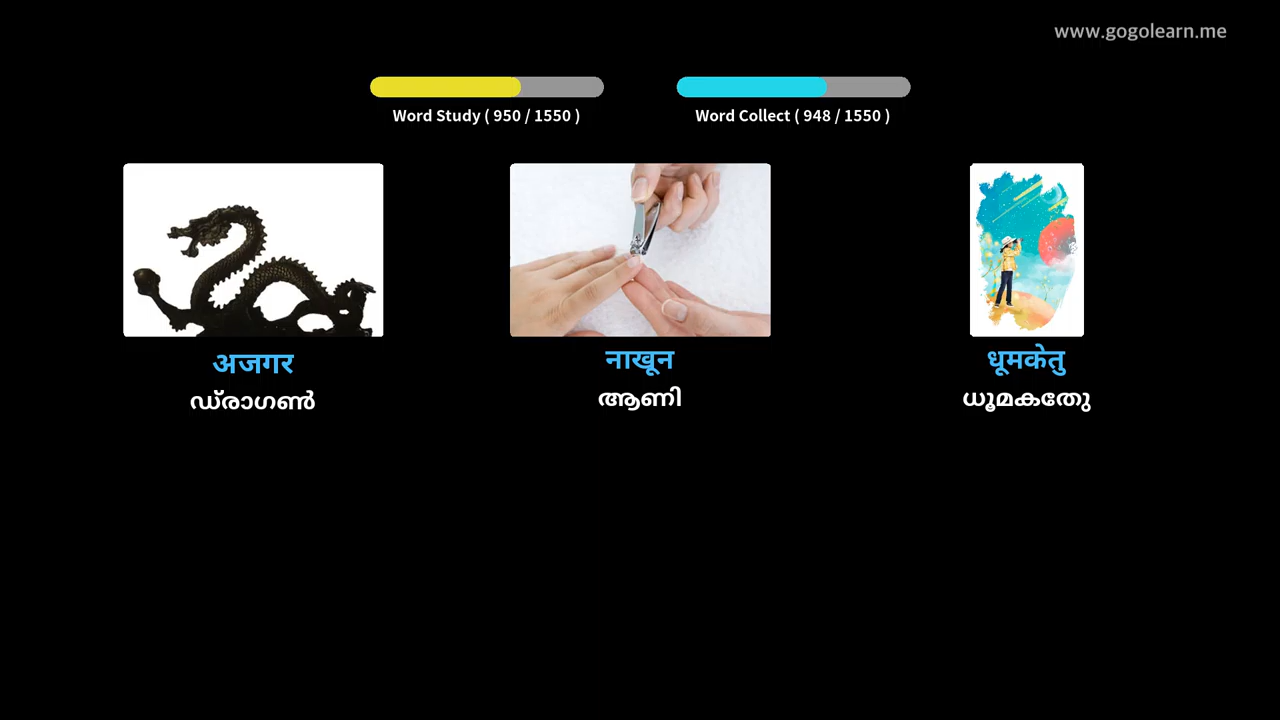 www.gogolearn.me
Word Study ( 950 / 1550 )
Word Collect ( 948 / 1550 )
अजगर
नाखून
धूमकेतु
ഡ്രാഗൺ
ആണി
ധൂമകതേു